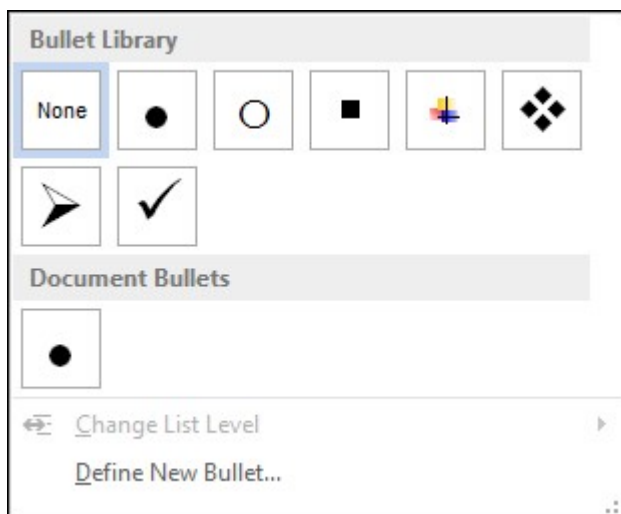 Bullet Library
None
Document Bullets
Change List Level
Define New Bullet...